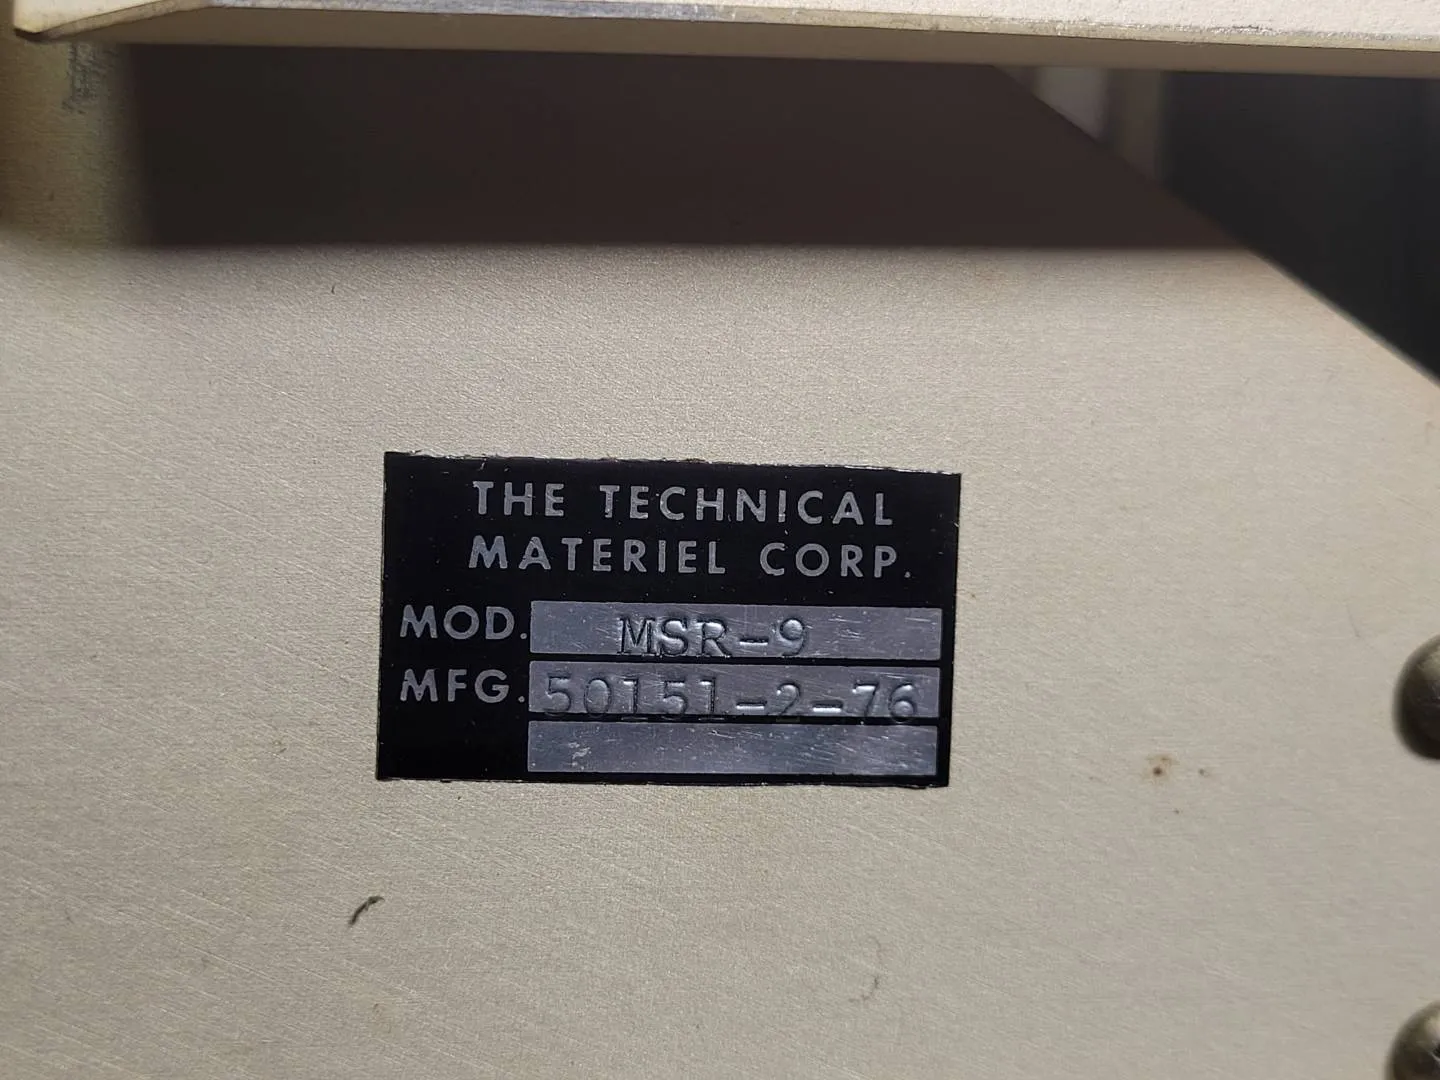 THE TECHNICAL
MATERIEL CORP.
MOD. MSR-9
MFG. 50151-2-76